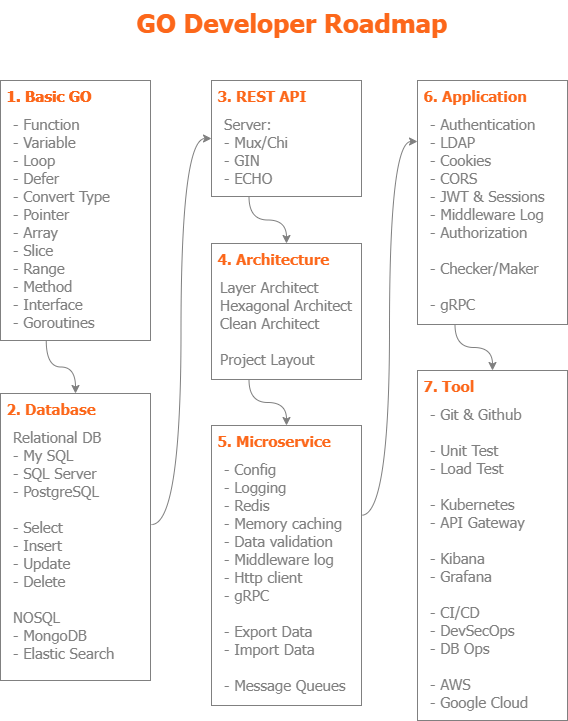 GO Developer Roadmap
1. Basic GO
- Function
- Variable
- Loop
- Defer
- Convert Type
- Pointer
- Array
- Slice
- Range
- Method
- Interface
- Goroutines
2. Database
Relational DB
- My SQL
- SQL Server
- PostgreSQL
- Select
- Insert
- Update
- Delete
NOSQL
- MongoDB
- Elastic Search
3. REST API
Server:
- Mux/Chi
- GIN
- ECHO
4. Architecture
Layer Architect
Hexagonal Architect
Clean Architect
Project Layout
5. Microservice
- Config
- Logging
- Redis
- Memory caching
- Data validation
- Middleware log
- Http client
- gRPC
- Export Data
- Import Data
- Message Queues
6. Application
- Authentication
- LDAP
- Cookies
- CORS
- JWT & Sessions
- Middleware Log
- Authorization
- Checker/Maker
- gRPC
7. Tool
- Git & Github
- Unit Test
- Load Test
- Kubernetes
- API Gateway
- Kibana
- Grafana
- CI/CD
- DevSecOps
- DB Ops
- AWS
- Google Cloud